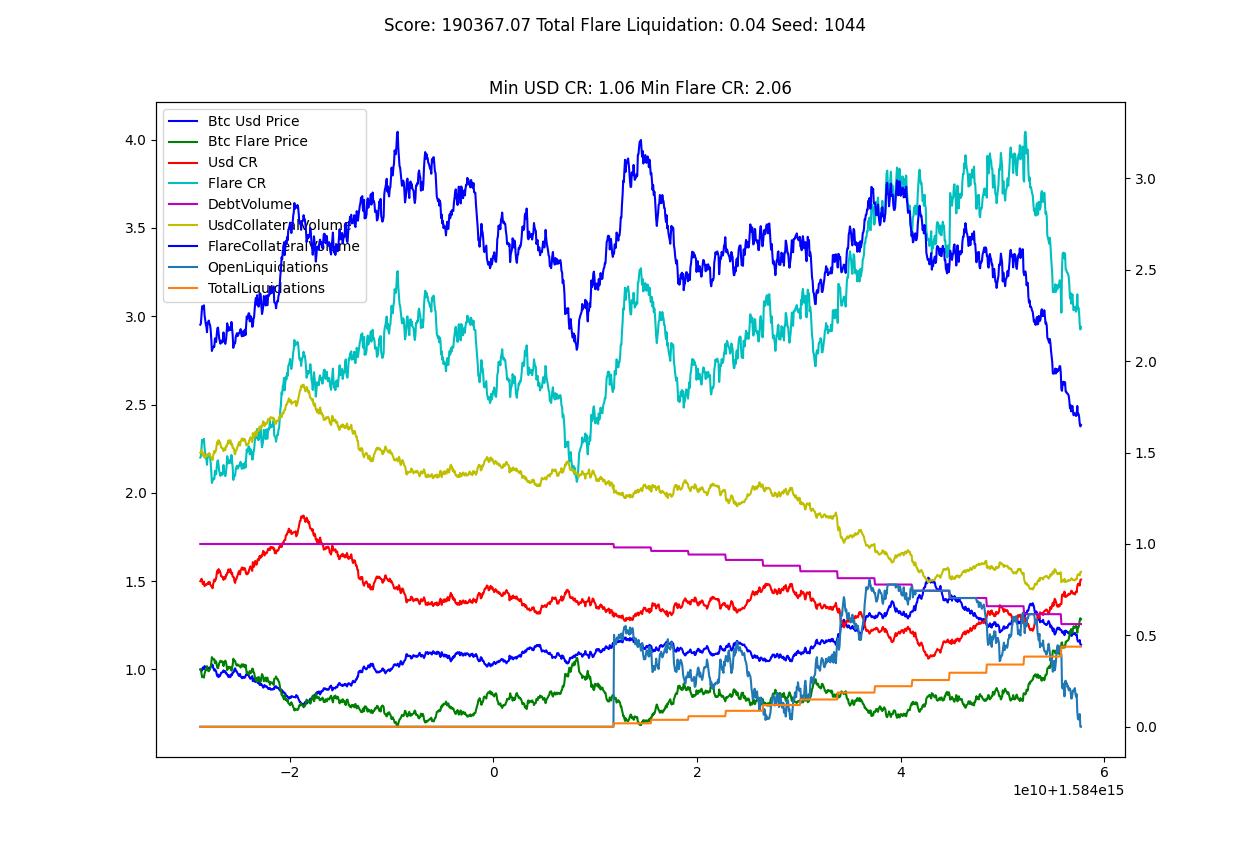 Score: 190367.07 Total Flare Liquidation: 0.04 Seed: 1044
Min USD CR: 1.06 Min Flare CR: 2.06
Btc Usd Price
Btc Flare Price
Usd CR
Flare CR
DebtVolume
UsdCollateralVolume
FlareCollateralVolume
OpenLiquidations
TotalLiquidations
4.0
3.5
3.0
2.5
2.0
1.5
1.0
3.0
2.5
2.0
1.5
1.0
0.5
0.0
−2 0 2 4 6
1e10+1.584e15